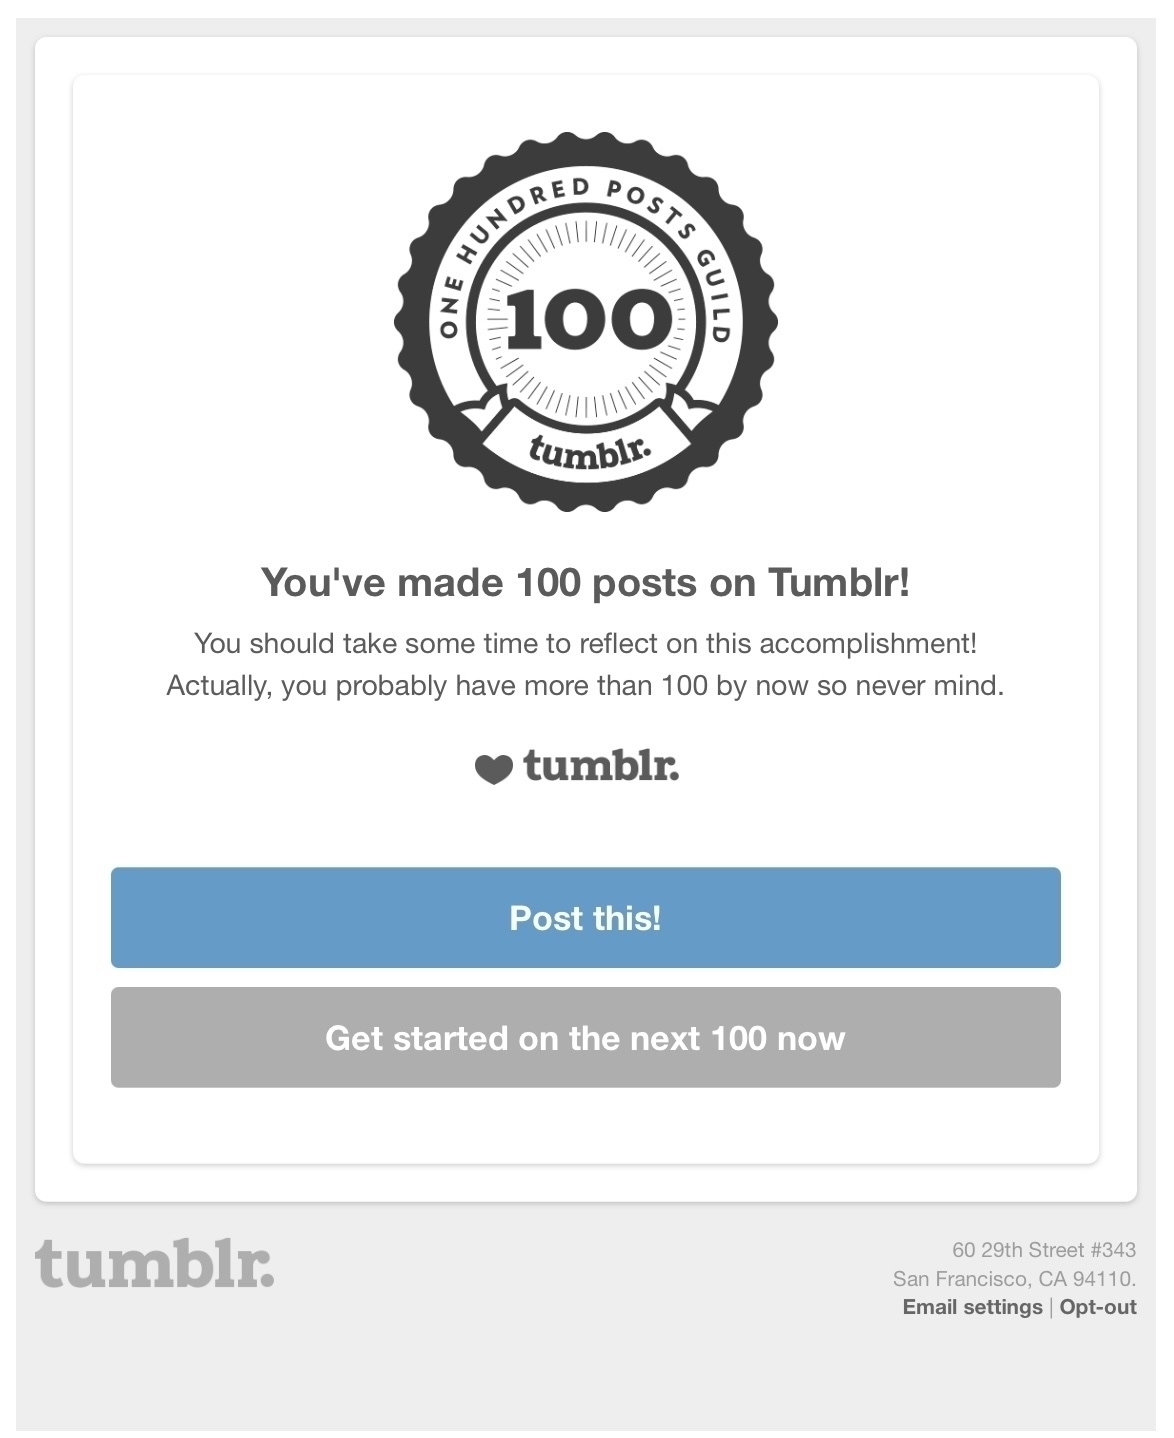 ONE HUNDRED POSTS GUILD
100
tumblr.
You've made 100 posts on Tumblr!
You should take some time to reflect on this accomplishment!
Actually, you probably have more than 100 by now so never mind.
tumblr.
Post this!
Get started on the next 100 now
tumblr.
60 29th Street #343
San Francisco, CA 94110.
Email settings | Opt-out